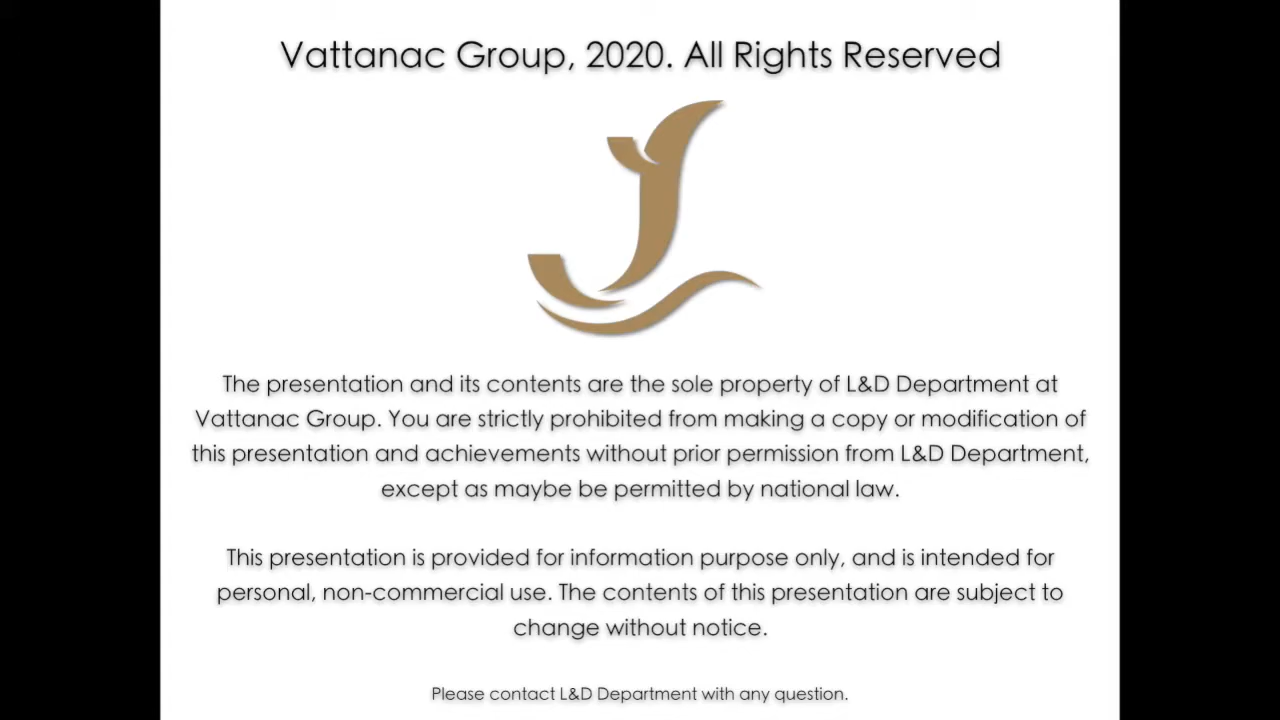 Vattanac Group, 2020. All Rights Reserved
The presentation and its contents are the sole property of L&D Department at
Vattanac Group. You are strictly prohibited from making a copy or modification of
this presentation and achievements without prior permission from L&D Department,
except as maybe be permitted by national law.
This presentation is provided for information purpose only, and is intended for
personal, non-commercial use. The contents of this presentation are subject to
change without notice.
Please contact L&D Department with any question.